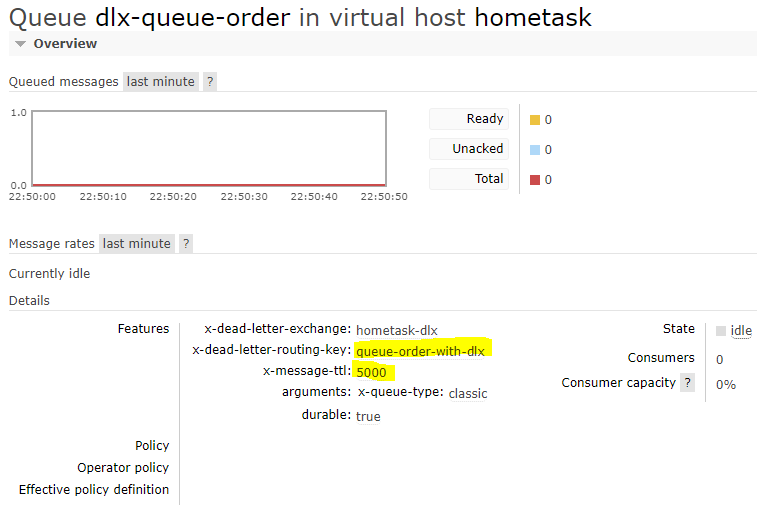 Queue dlx-queue-order in virtual host hometask
Overview
Queued messages last minute ?
1.0
0.0
22:50:00 22:50:10 22:50:20 22:50:30 22:50:40 22:50:50
Ready 0
Unacked 0
Total 0
Message rates last minute ?
Currently idle
Details
Features
x-dead-letter-exchange: hometask-dlx
x-dead-letter-routing-key: queue-order-with-dlx
x-message-ttl: 5000
arguments: x-queue-type: classic
durable: true
Policy
Operator policy
Effective policy definition
State idle
Consumers 0
Consumer capacity ? 0%